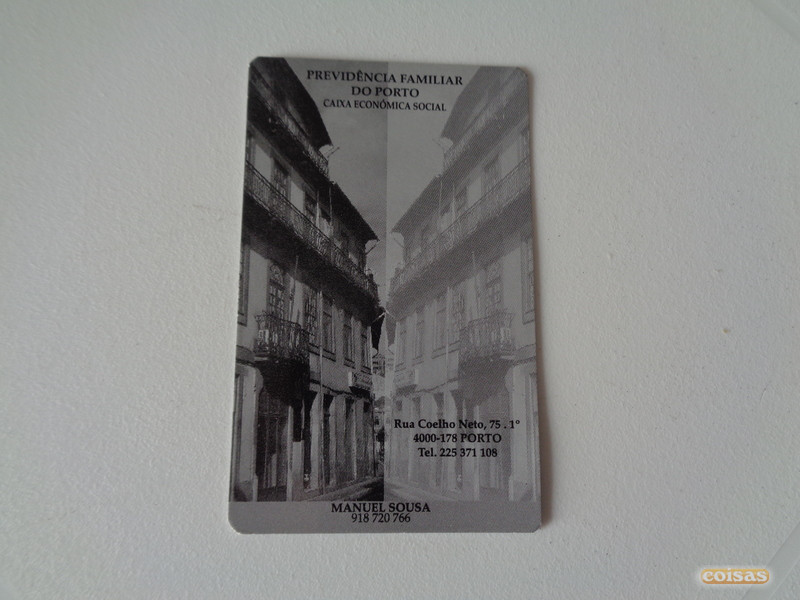 PREVIDÊNCIA FAMILIAR
DO PORTO
CAIXA ECONÓMICA SOCIAL
Rua Coelho Neto, 75 . 1º
4000-178 PORTO
Tel. 225 371 108
MANUEL SOUSA
918 720 766
coisas